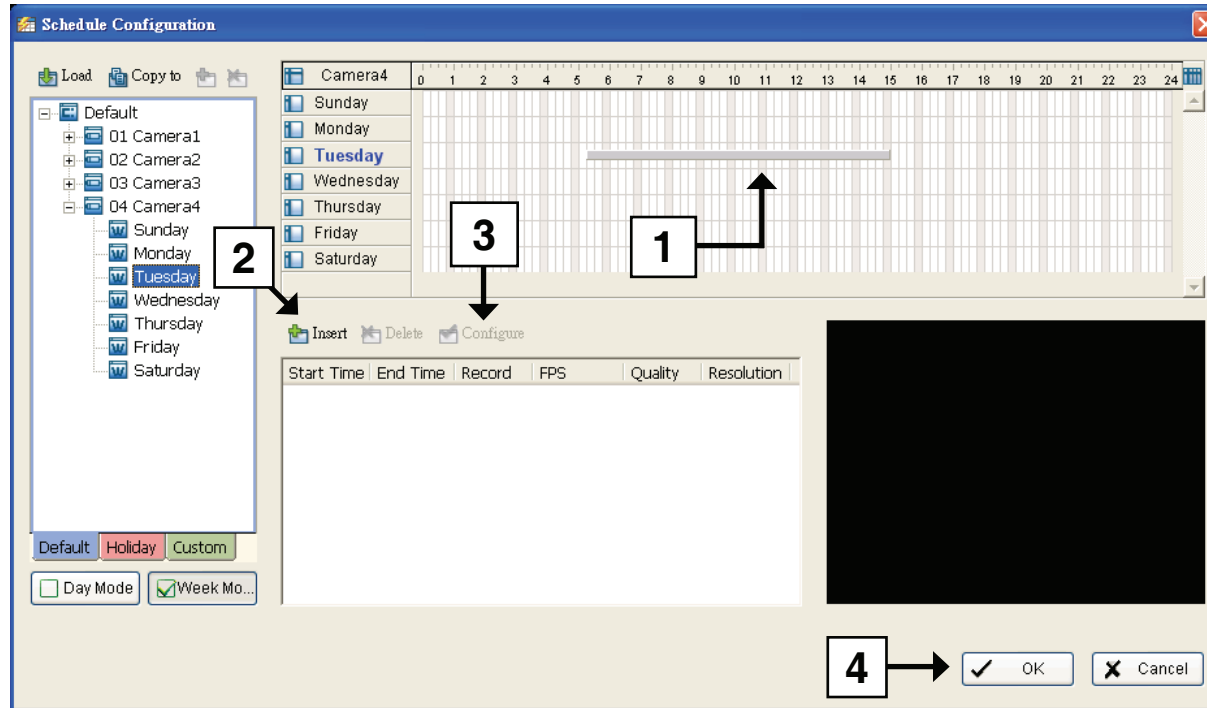 Schedule Configuration
Load Copy to
Default
01 Camera1
02 Camera2
03 Camera3
04 Camera4
Sunday
Monday
Tuesday
Wednesday
Thursday
Friday
Saturday
Default Holiday Custom
Day Mode Week Mo...
Camera4 0 1 2 3 4 5 6 7 8 9 10 11 12 13 14 15 16 17 18 19 20 21 22 23 24
Sunday
Monday
Tuesday
Wednesday
Thursday
Friday
Saturday
1
2
3
Insert Delete Configure
Start Time End Time Record FPS Quality Resolution
4
OK Cancel